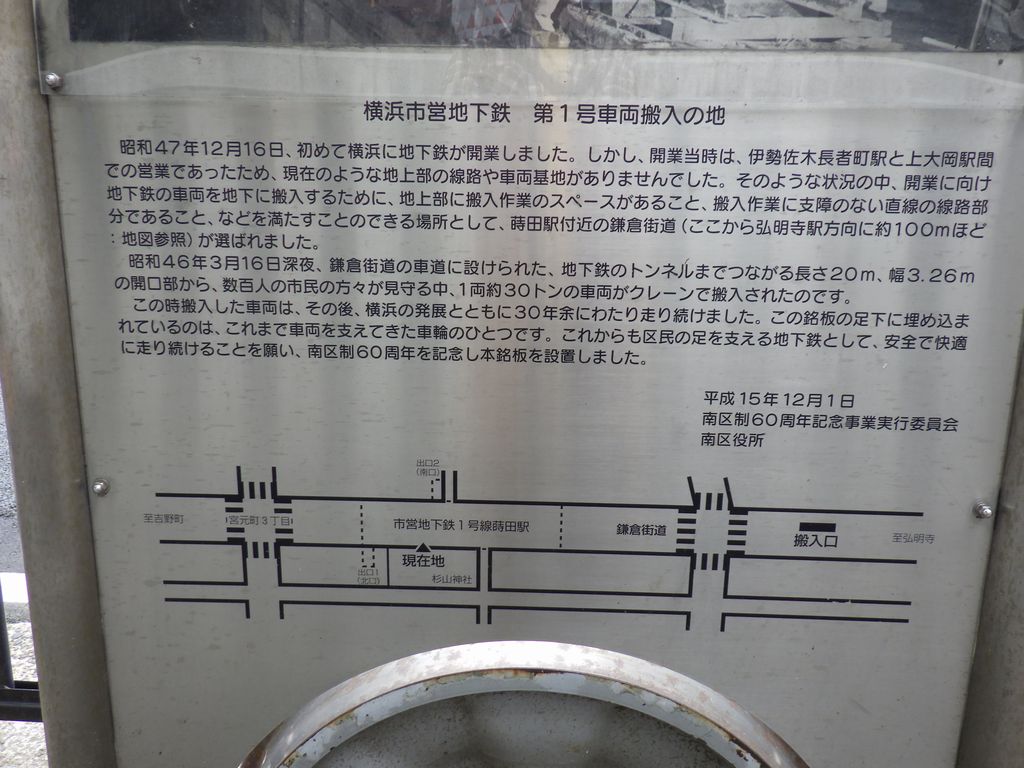 横浜市営地下鉄　第1号車両搬入の地
昭和47年12月16日、初めて横浜に地下鉄が開業しました。しかし、開業当時は、伊勢佐木長者町駅と上大岡駅間
での営業であったため、現在のような地上部の線路や車両基地がありませんでした。そのような状況の中、開業に向け
地下鉄の車両を地下に搬入するために、地上部に搬入作業のスペースがあること、搬入作業に支障のない直線の線路部
分であること、などを満たすことのできる場所として、蒔田駅付近の鎌倉街道（ここから弘明寺駅方向に約100mほど
：地図参照）が選ばれました。
昭和46年3月16日深夜、鎌倉街道の車道に設けられた、地下鉄のトンネルまでつながる長さ20m、幅3.26m
の開口部から、数百人の市民の方々が見守る中、1両約30トンの車両がクレーンで搬入されたのです。
この時搬入した車両は、その後、横浜の発展とともに30年余にわたり走り続けました。この銘板の足下に埋め込ま
れているのは、これまで車両を支えてきた車輪のひとつです。これからも区民の足を支える地下鉄として、安全で快適
に走り続けることを願い、南区制60周年を記念し本銘板を設置しました。
平成15年12月1日
南区制60周年記念事業実行委員会
南区役所
出口2
(南口)
至吉野町
宮元町3丁目
市営地下鉄1号線蒔田駅
鎌倉街道
搬入口
至弘明寺
現在地
出口1
(北口)
杉山神社